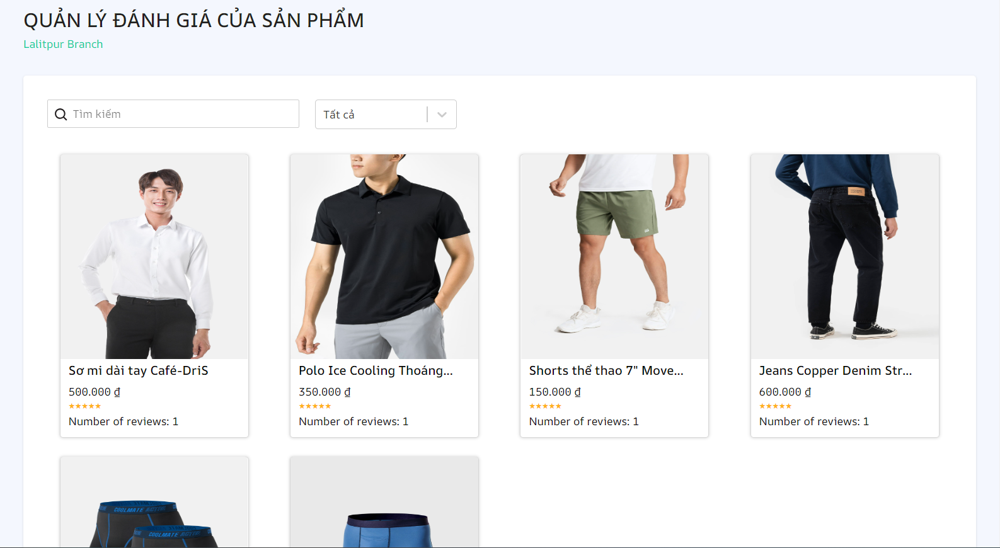 QUẢN LÝ ĐÁNH GIÁ CỦA SẢN PHẨM
Lalitpur Branch
Tìm kiếm
Tất cả
Sơ mi dài tay Café-DriS
500.000 ₫
Number of reviews: 1
Polo Ice Cooling Thoáng...
350.000 ₫
Number of reviews: 1
Shorts thể thao 7" Move...
150.000 ₫
Number of reviews: 1
Jeans Copper Denim Str...
600.000 ₫
Number of reviews: 1
COOLMATE ACTIVE
COOLMATE ACTIVE